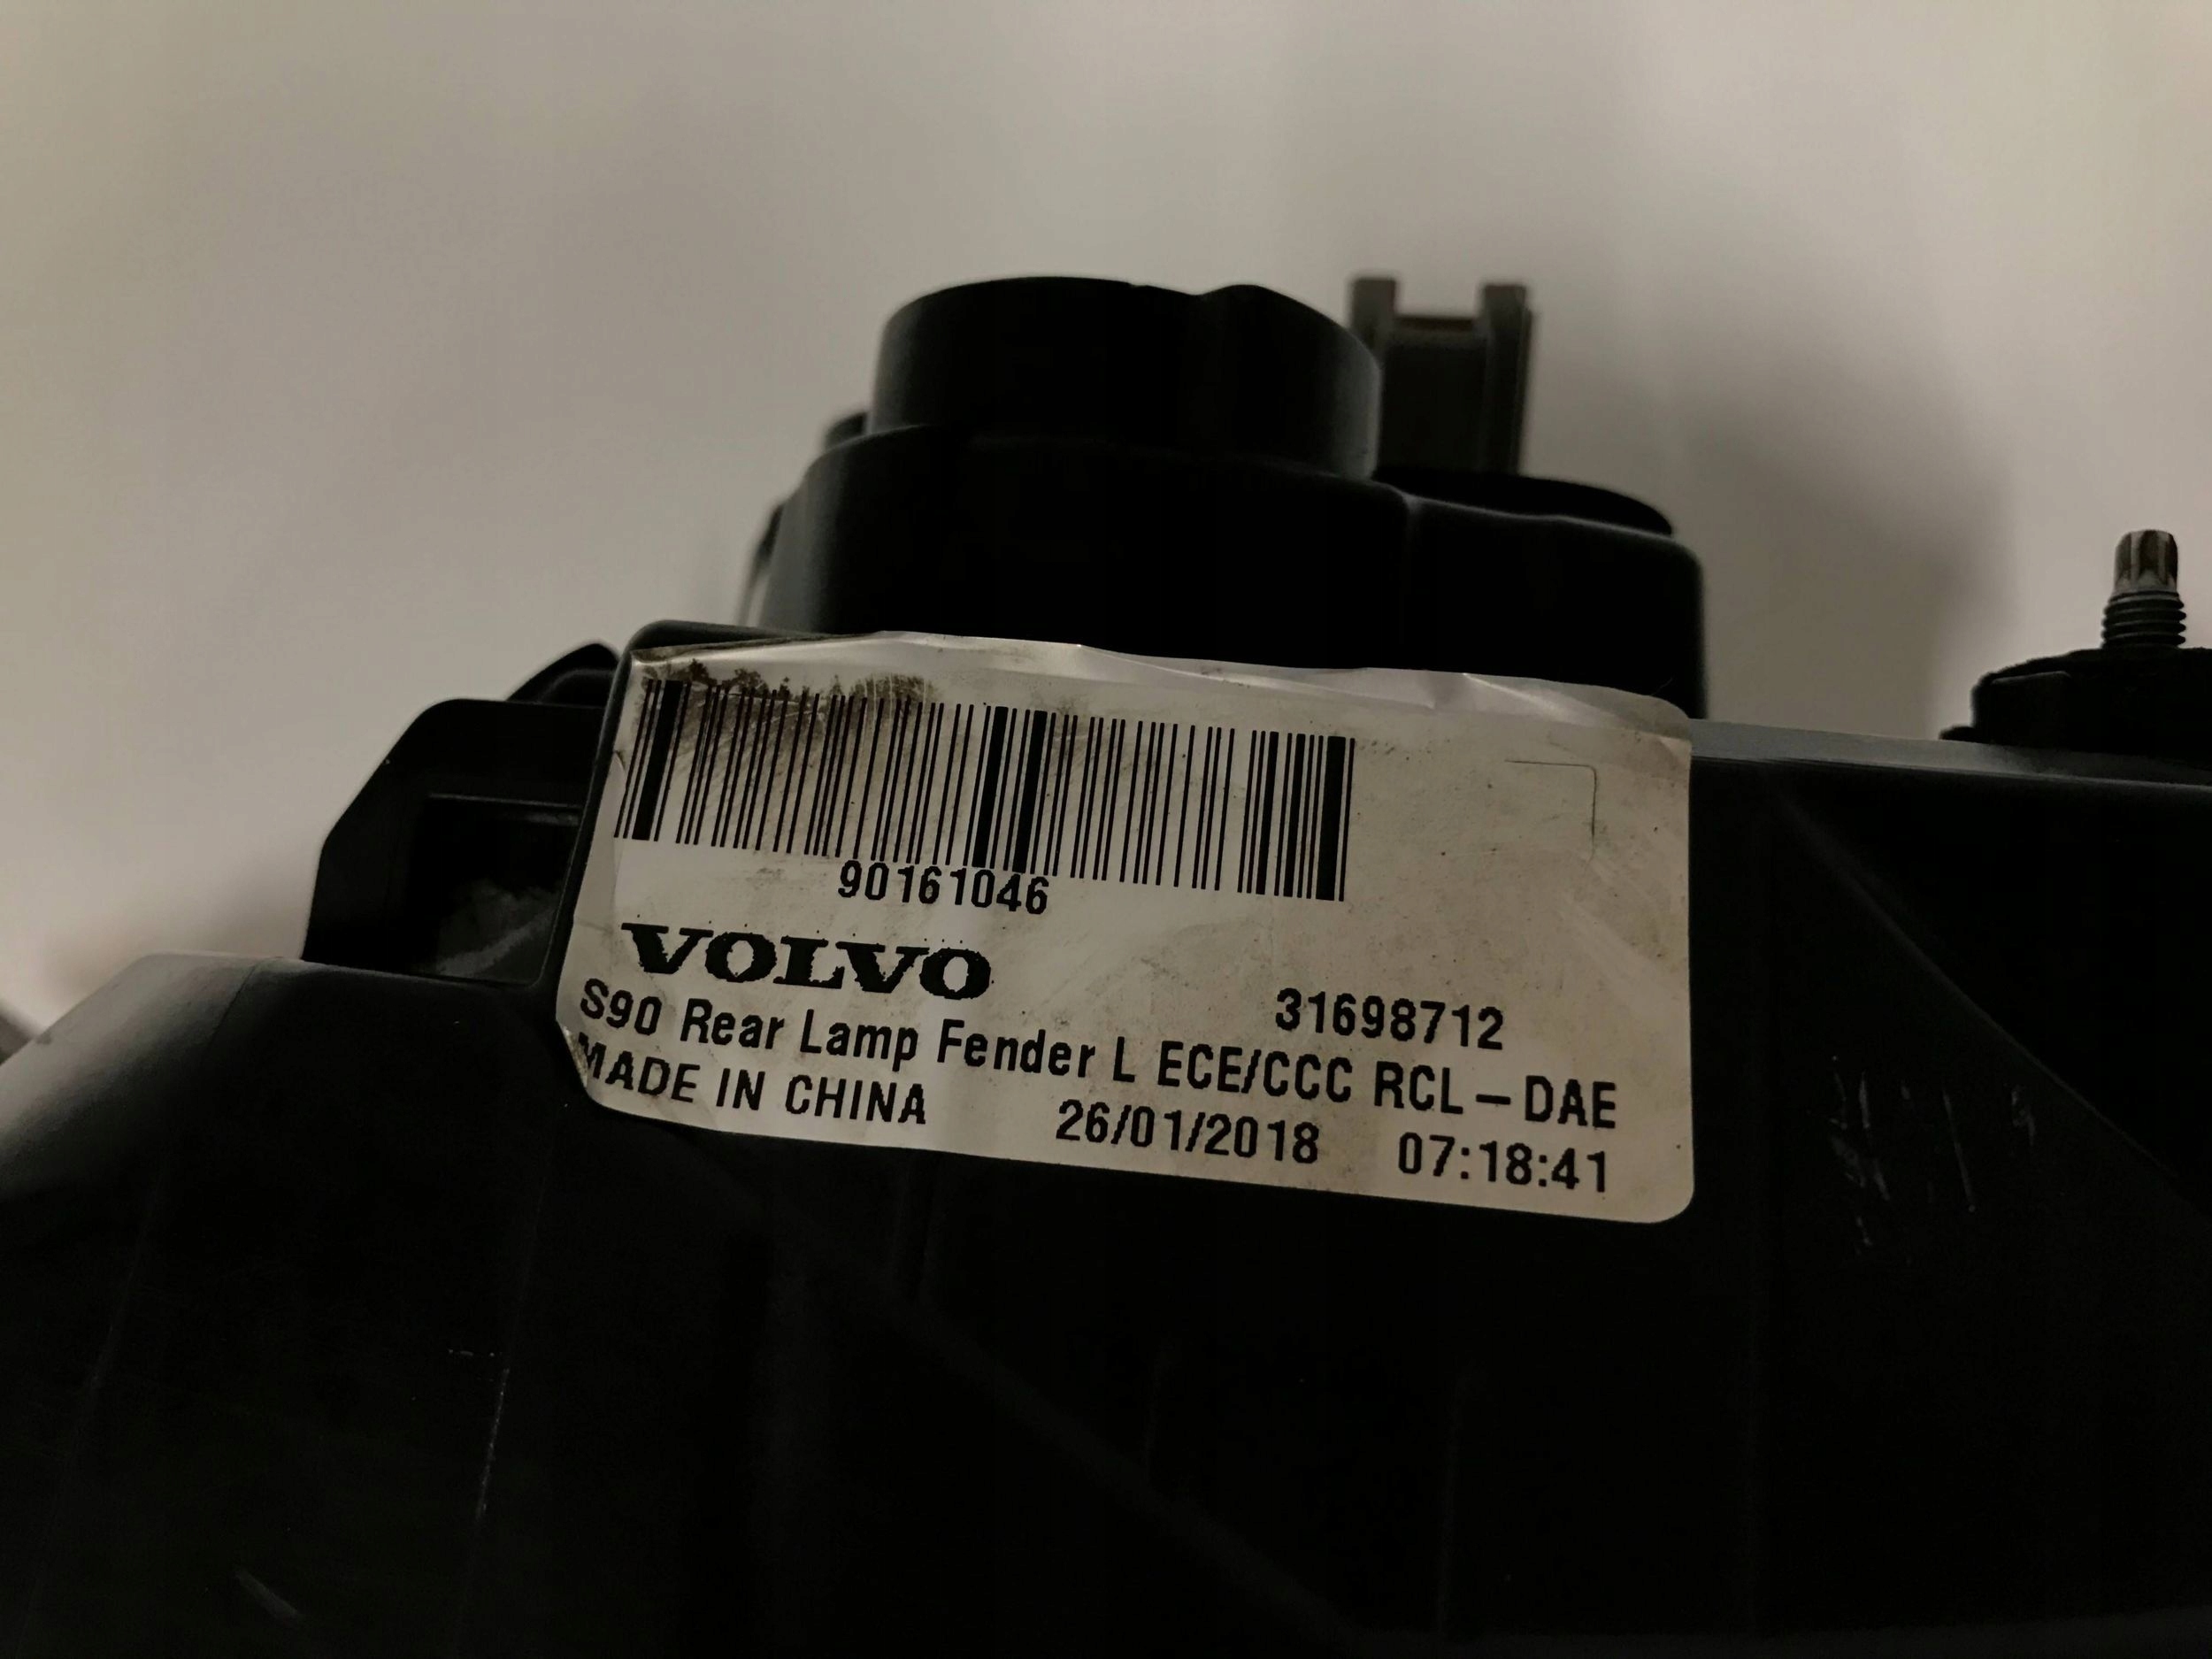 90161046
VOLVO
31698712
S90 Rear Lamp Fender L ECE/CCC RCL-DAE
MADE IN CHINA 26/01/2018 07:18:41